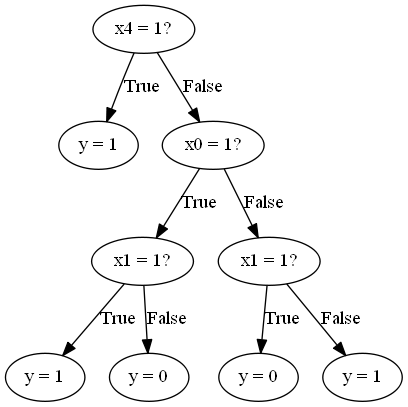 x4 = 1?
True
False
y = 1
x0 = 1?
True
False
x1 = 1?
x1 = 1?
True
False
True
False
y = 1
y = 0
y = 0
y = 1